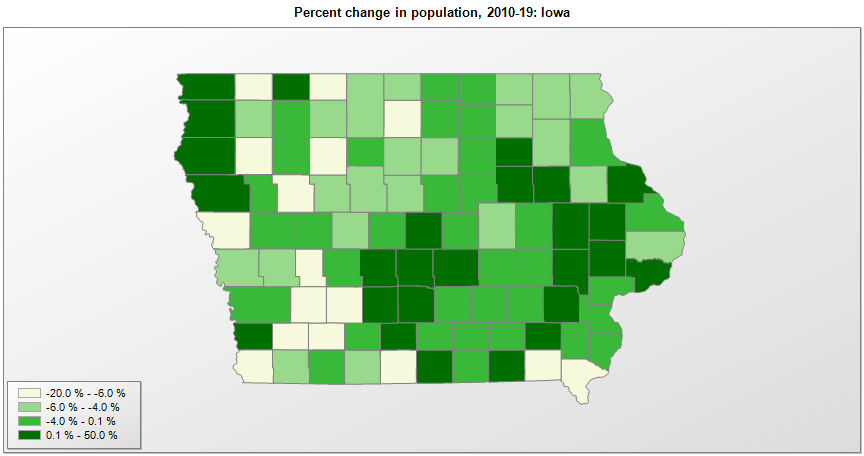 Percent change in population, 2010-19: Iowa
-20.0 % - -6.0 %
-6.0 % - -4.0 %
-4.0 % - 0.1 %
0.1 % - 50.0 %